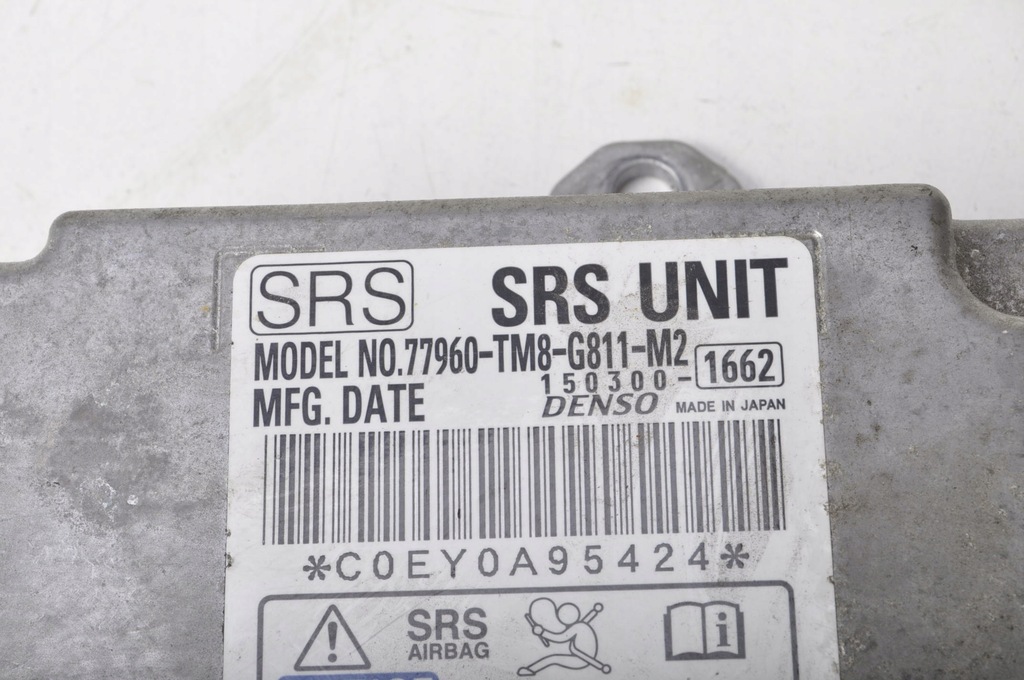 SRS SRS UNIT
MODEL NO.77960-TM8-G811-M2
150300- 1662
MFG. DATE DENSO MADE IN JAPAN
*C0EY0A95424*
SRS
AIRBAG
i